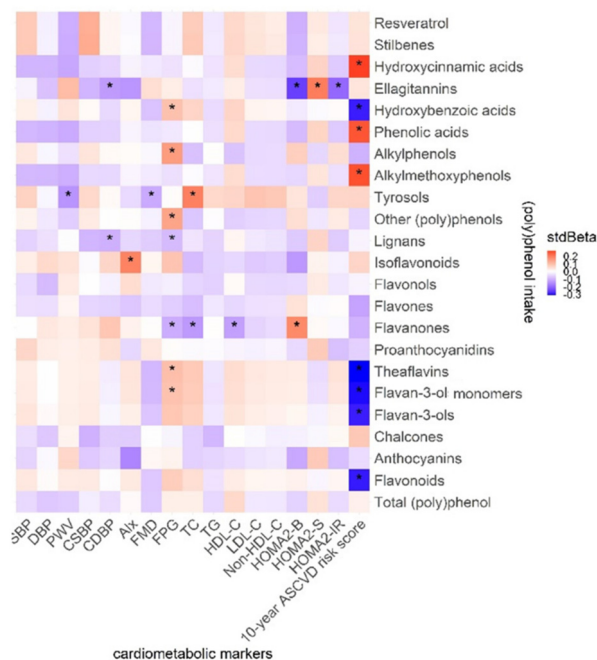 Resveratrol
Stilbenes
Hydroxycinnamic acids
Ellagitannins
Hydroxybenzoic acids
Phenolic acids
Alkylphenols
Alkylmethoxyphenols
Tyrosols
Other (poly)phenols
Lignans
Isoflavonoids
Flavonols
Flavones
Flavanones
Proanthocyanidins
Theaflavins
Flavan-3-ol monomers
Flavan-3-ols
Chalcones
Anthocyanins
Flavonoids
Total (poly)phenol
(poly)phenol intake
stdBeta
0.2
0.1
0.0
-0.1
-0.2
-0.3
SBP
DBP
PWV
CSBP
CDBP
AIx
FMD
FPG
TC
TG
HDL-C
LDL-C
Non-HDL-C
HOMA2-B
HOMA2-S
HOMA2-IR
10-year ASCVD risk score
cardiometabolic markers